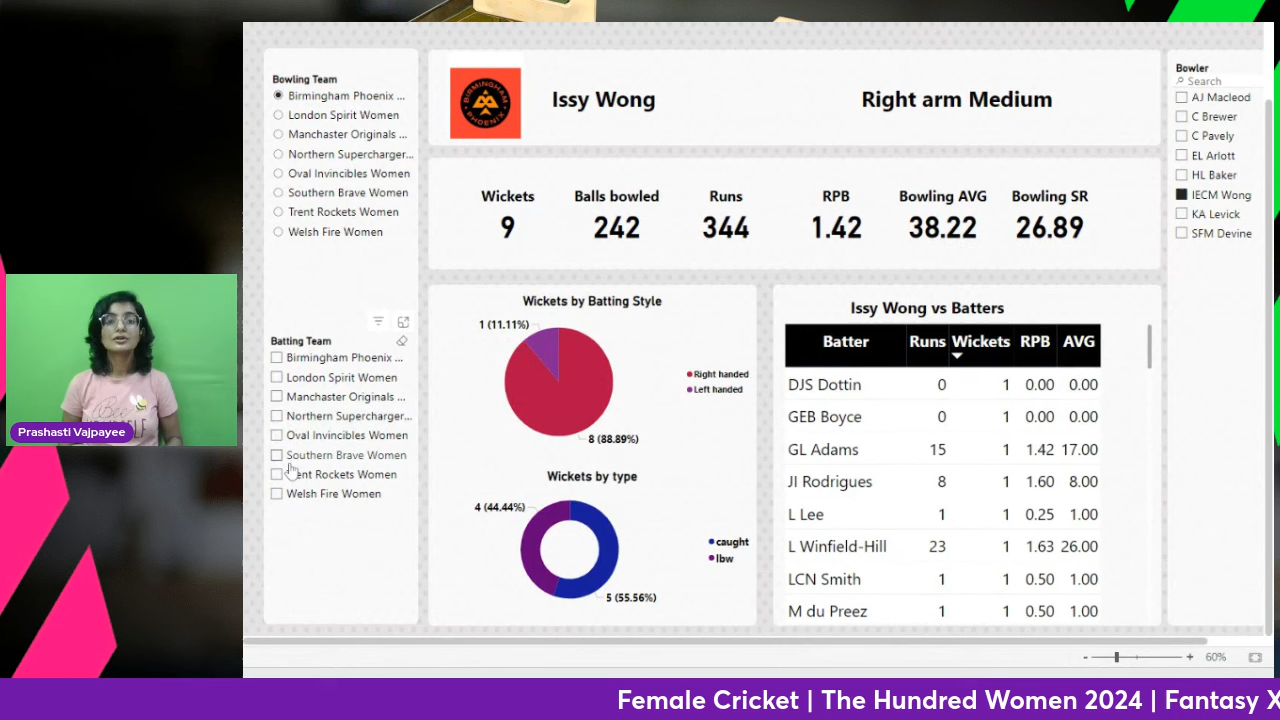 Bowling Team
Birmingham Phoenix ...
London Spirit Women
Manchaster Originals ...
Northern Supercharger...
Oval Invincibles Women
Southern Brave Women
Trent Rockets Women
Welsh Fire Women
BIRMINGHAM
PHOENIX
Issy Wong
Right arm Medium
Bowler
Search
AJ Macleod
C Brewer
C Pavely
EL Arlott
HL Baker
IECM Wong
KA Levick
SFM Devine
Wickets Balls bowled Runs RPB Bowling AVG Bowling SR
9 242 344 1.42 38.22 26.89
Batting Team
Birmingham Phoenix ...
London Spirit Women
Manchaster Originals ...
Northern Supercharger...
Oval Invincibles Women
Southern Brave Women
Rockets Women
Welsh Fire Women
Wickets by Batting Style
1 (11.11%)
Right handed
Left handed
8 (88.89%)
Wickets by type
4 (44.44%)
caught
lbw
5 (55.56%)
Issy Wong vs Batters
Batter Runs Wickets RPB AVG
DJS Dottin 0 1 0.00 0.00
GEB Boyce 0 1 0.00 0.00
GL Adams 15 1 1.42 17.00
JI Rodrigues 8 1 1.60 8.00
L Lee 1 1 0.25 1.00
L Winfield-Hill 23 1 1.63 26.00
LCN Smith 1 1 0.50 1.00
M du Preez 1 1 0.50 1.00
Prashasti Vajpayee
- + 60%
Female Cricket | The Hundred Women 2024 | Fantasy X